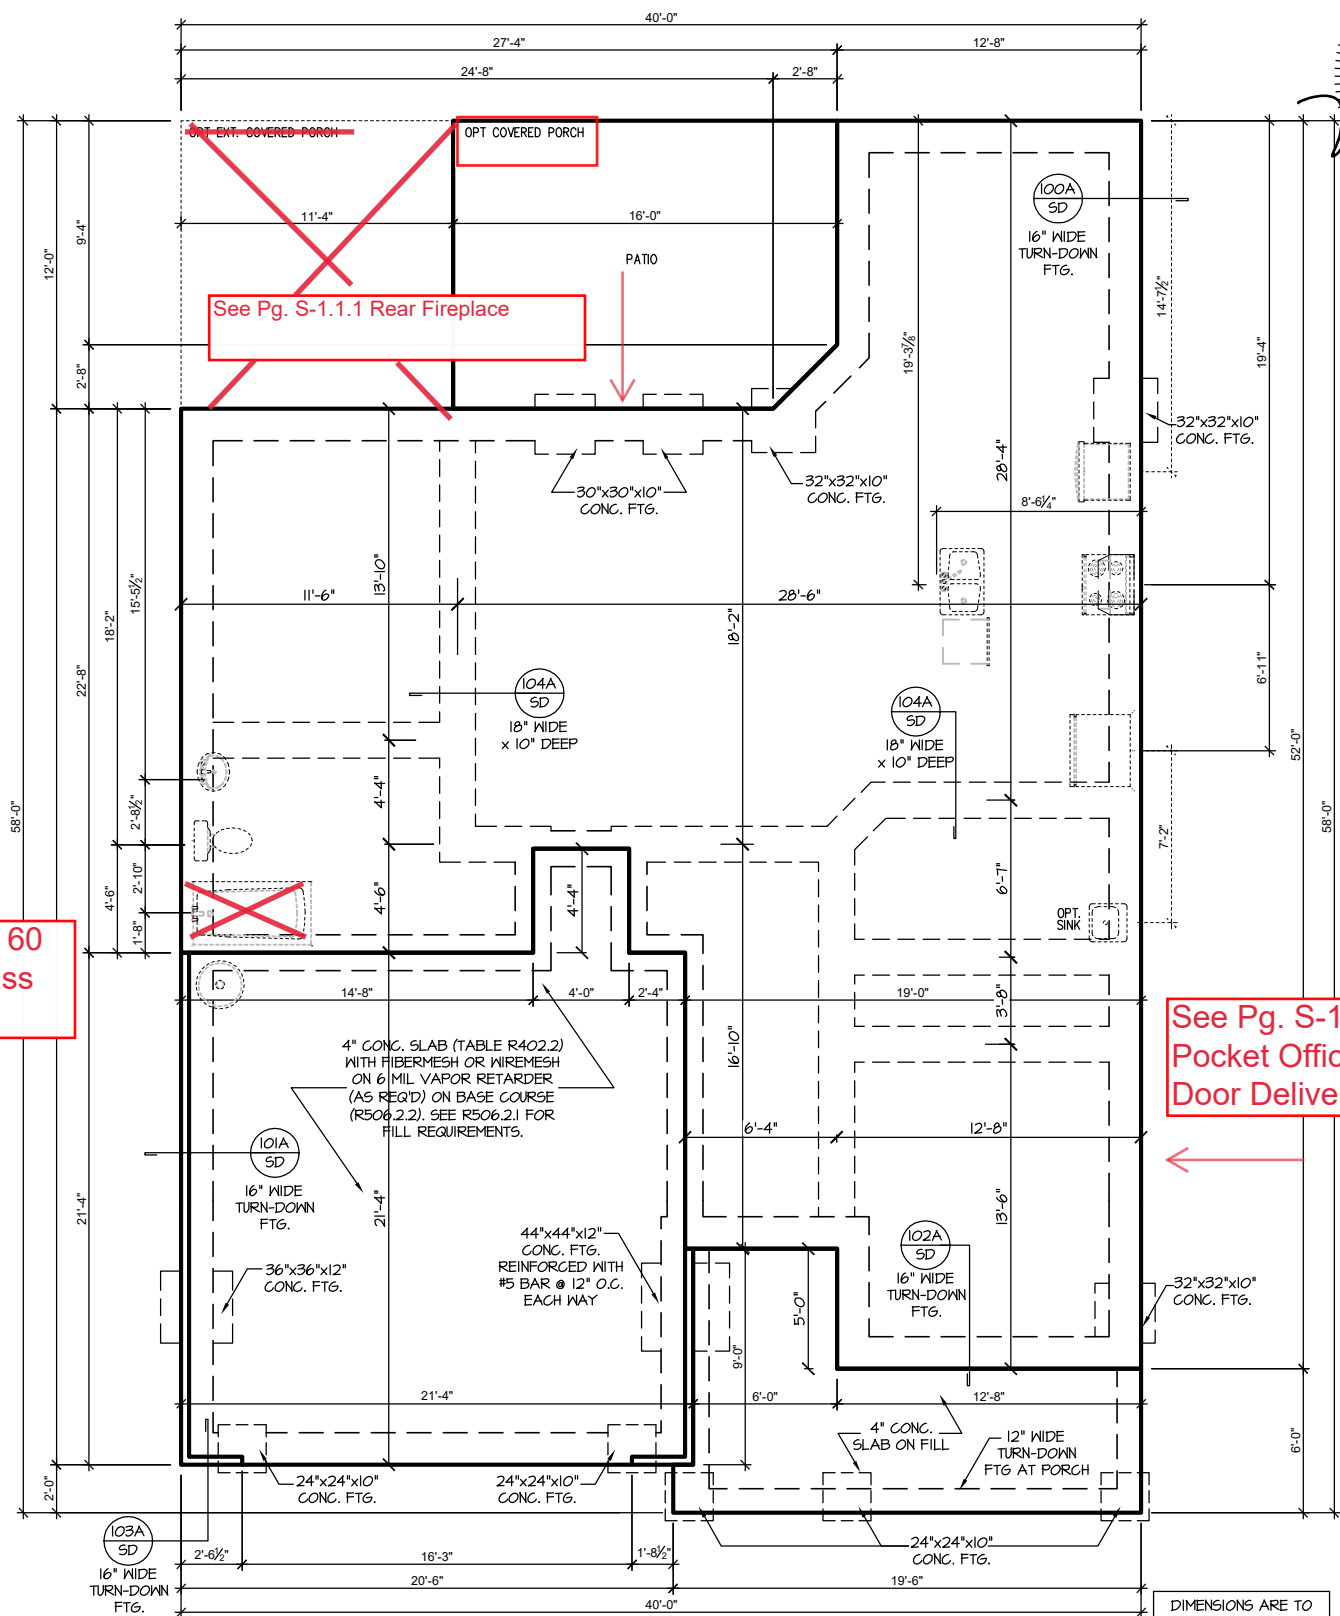 40'-0"
27'-4"
12'-8"
24'-8"
2'-8"
OPT EXT. COVERED PORCH
OPT COVERED PORCH
11'-4"
16'-0"
PATIO
See Pg. S-1.1.1 Rear Fireplace
9'-4"
12'-0"
2'-8"
100A
SD
16" WIDE
TURN-DOWN
FTG.
14'-7½"
19'-4"
19'-3⅞"
28'-4"
32"x32"x10"
CONC. FTG.
30"x30"x10"
CONC. FTG.
32"x32"x10"
CONC. FTG.
8'-6¼"
13'-10"
15'-5½"
18'-2"
22'-8"
11'-6"
28'-6"
18'-2"
6'-11"
52'-0"
58'-0"
58'-0"
104A
SD
18" WIDE
x 10" DEEP
104A
SD
18" WIDE
x 10" DEEP
4'-4"
2'-8½"
7'-2"
6'-7"
4'-6"
2'-10"
1'-8"
4'-6"
4'-4"
OPT.
SINK
60
ss
14'-8"
4'-0"
2'-4"
19'-0"
3'-8"
See Pg. S-1
Pocket Offic
Door Delive
4" CONC. SLAB (TABLE R402.2)
WITH FIBERMESH OR WIREMESH
ON 6 MIL VAPOR RETARDER
(AS REQ'D) ON BASE COURSE
(R506.2.2). SEE R506.2.1 FOR
FILL REQUIREMENTS.
16'-10"
6'-4"
12'-8"
101A
SD
16" WIDE
TURN-DOWN
FTG.
21'-4"
21'-4"
13'-6"
44"x44"x12"
CONC. FTG.
REINFORCED WITH
#5 BAR @ 12" O.C.
EACH WAY
36"x36"x12"
CONC. FTG.
102A
SD
16" WIDE
TURN-DOWN
FTG.
32"x32"x10"
CONC. FTG.
5'-0"
9'-0"
21'-4"
6'-0"
12'-8"
4" CONC.
SLAB ON FILL
12" WIDE
TURN-DOWN
FTG AT PORCH
6'-0"
2'-0"
24"x24"x10"
CONC. FTG.
24"x24"x10"
CONC. FTG.
24"x24"x10"
CONC. FTG.
103A
SD
16" WIDE
TURN-DOWN
FTG.
2'-6½"
16'-3"
1'-8½"
20'-6"
19'-6"
40'-0"
DIMENSIONS ARE TO